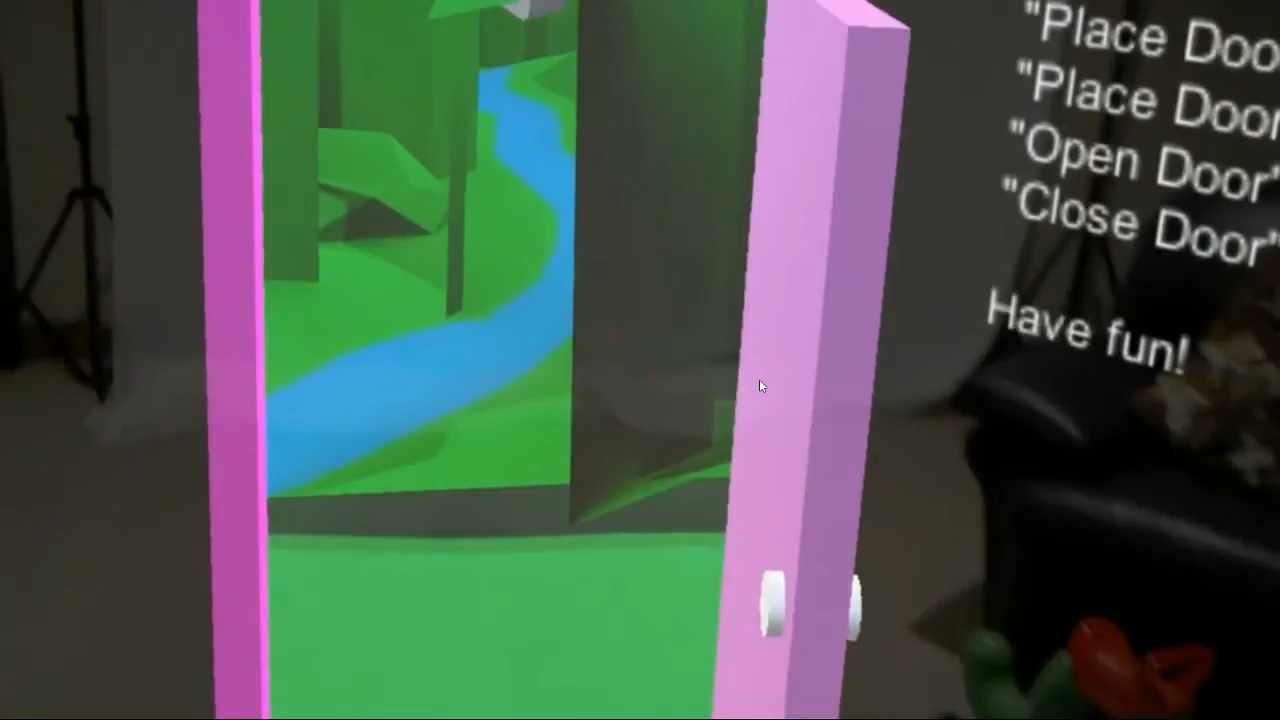 "Place Doo
"Place Door
"Open Door"
"Close Door"
Have fun!